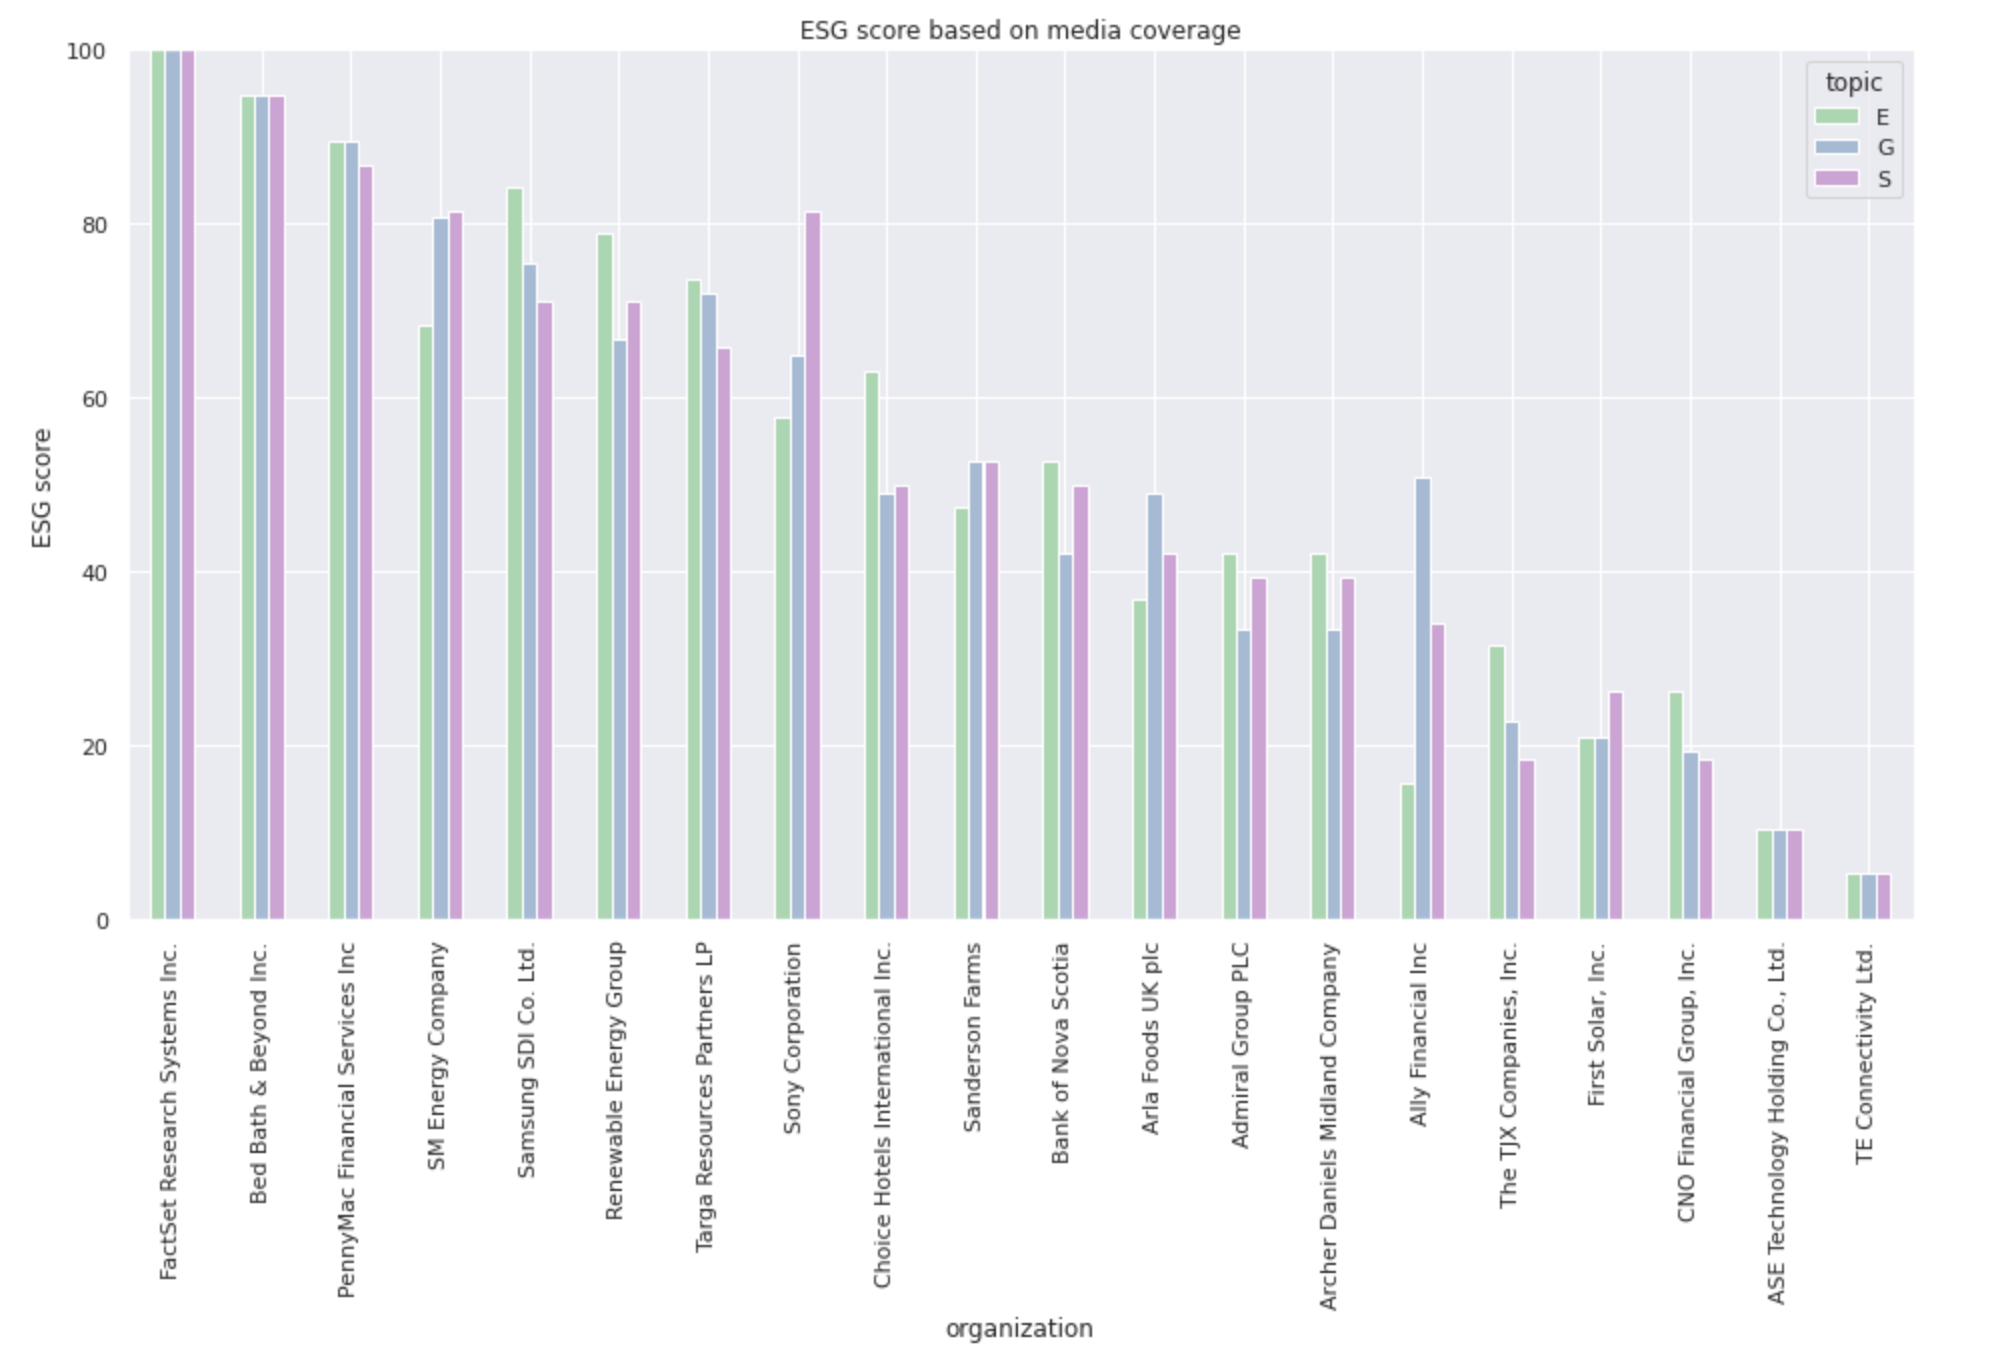 ESG score based on media coverage
100
80
60
40
20
0
ESG score
topic
E
G
S
FactSet Research Systems Inc.
Bed Bath & Beyond Inc.
PennyMac Financial Services Inc
SM Energy Company
Samsung SDI Co. Ltd.
Renewable Energy Group
Targa Resources Partners LP
Sony Corporation
Choice Hotels International Inc.
Sanderson Farms
Bank of Nova Scotia
Arla Foods UK plc
Admiral Group PLC
Archer Daniels Midland Company
Ally Financial Inc
The TJX Companies, Inc.
First Solar, Inc.
CNO Financial Group, Inc.
ASE Technology Holding Co., Ltd.
TE Connectivity Ltd.
organization